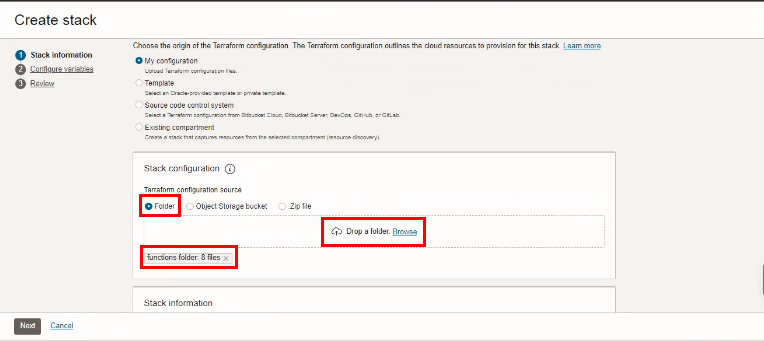 Create stack
1 Stack information
2 Configure variables
3 Review
Choose the origin of the Terraform configuration. The Terraform configuration outlines the cloud resources to provision for this stack. Learn more
My configuration
Upload Terraform configuration files.
Template
Select an Oracle-provided template or private template.
Source code control system
Select a Terraform configuration from Bitbucket Cloud, Bitbucket Server, DevOps, GitHub, or GitLab.
Existing compartment
Create a stack that captures resources from the selected compartment (resource discovery).
Stack configuration i
Terraform configuration source
Folder Object Storage bucket .Zip file
Drop a folder. Browse
functions folder: 8 files x
Stack information
Next Cancel